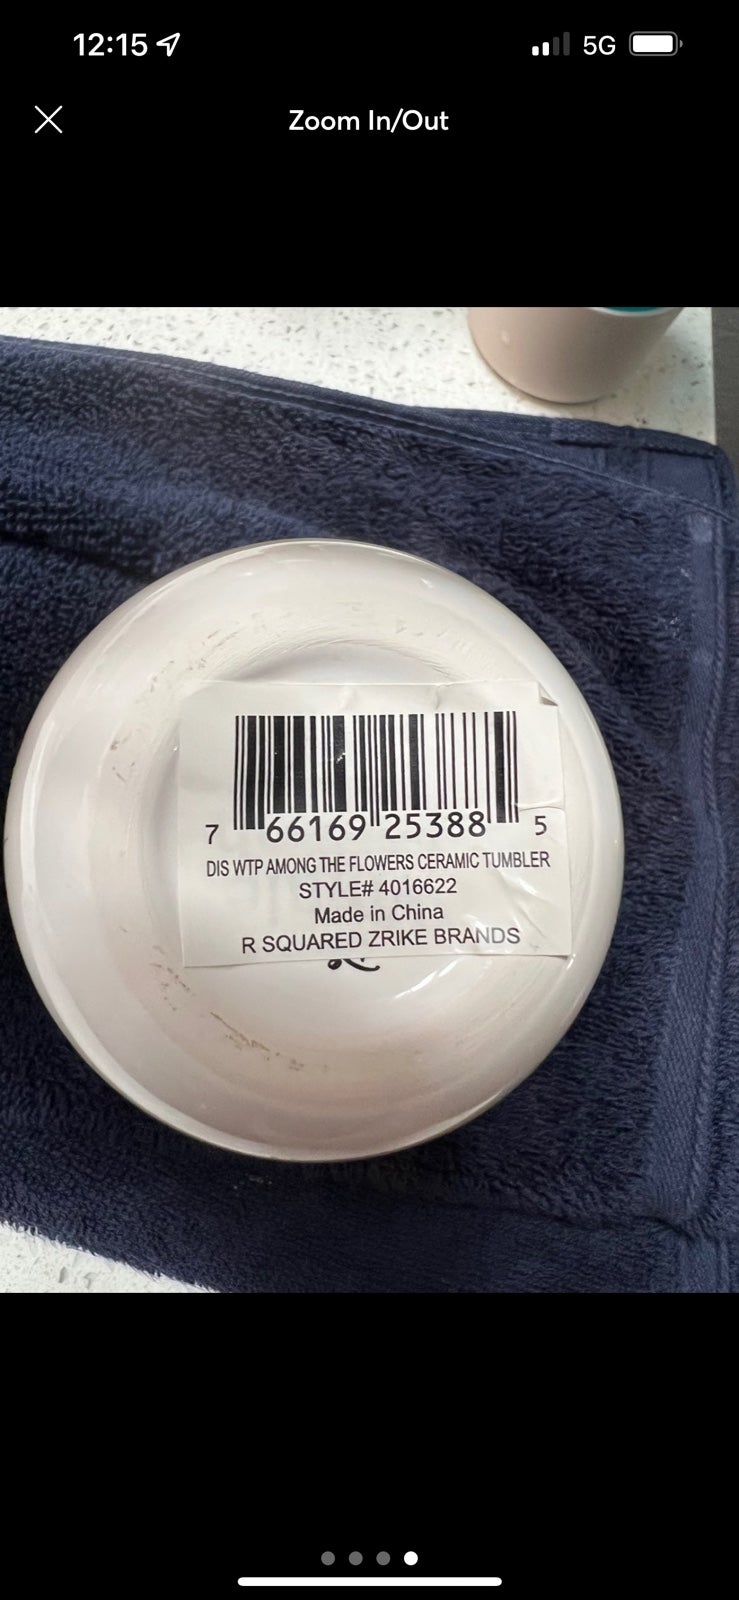 12:15
5G
Zoom In/Out
7 66169 25388 5
DIS WTP AMONG THE FLOWERS CERAMIC TUMBLER
STYLE# 4016622
Made in China
R SQUARED ZRIKE BRANDS